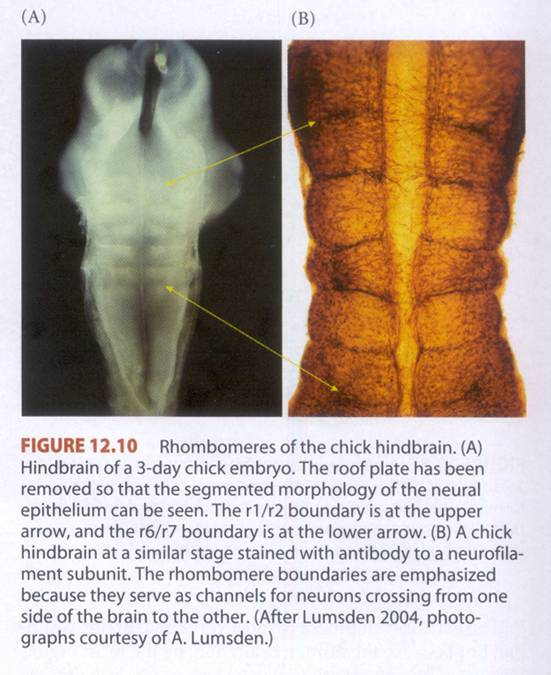 (A) (B)
FIGURE 12.10 Rhombomeres of the chick hindbrain. (A)
Hindbrain of a 3-day chick embryo. The roof plate has been
removed so that the segmented morphology of the neural
epithelium can be seen. The r1/r2 boundary is at the upper
arrow, and the r6/r7 boundary is at the lower arrow. (B) A chick
hindbrain at a similar stage stained with antibody to a neurofila-
ment subunit. The rhombomere boundaries are emphasized
because they serve as channels for neurons crossing from one
side of the brain to the other. (After Lumsden 2004, photo-
graphs courtesy of A. Lumsden.)